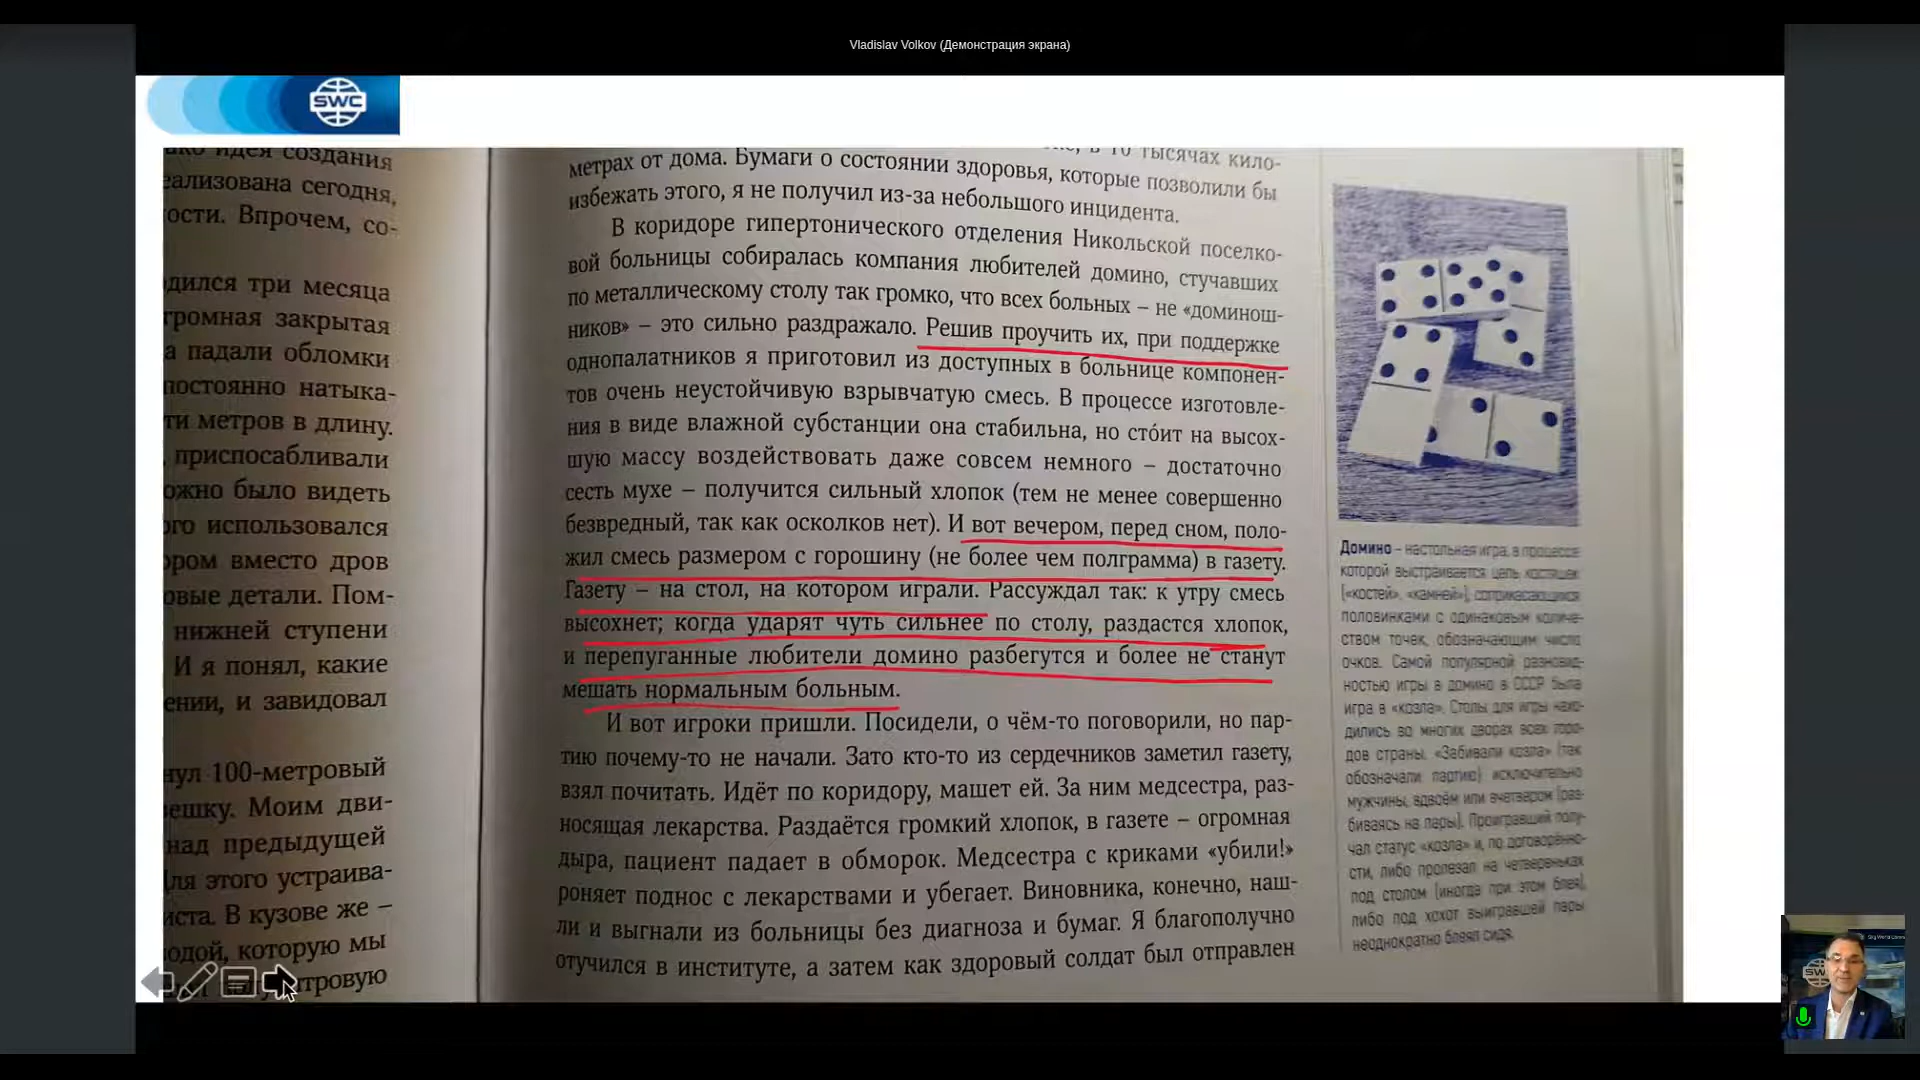 Vladislav Volkov (Демонстрация экрана)
SWC
идея создания
еализована сегодня,
ости. Впрочем, со-
одился три месяца
громная закрытая
а падали обломки
постоянно натыка-
ти метров в длину.
приспосабливали
ожно было видеть
ого использовался
ором вместо дров
овые детали. Пом-
нижней ступени
И я понял, какие
ении, и завидовал
нул 100-метровый
ешку. Моим дви-
над предыдущей
Для этого устраива-
иста. В кузове же –
одой, которую мы
тровую
в 10 тысячах кило-
метрах от дома. Бумаги о состоянии здоровья, которые позволили бы
избежать этого, я не получил из-за небольшого инцидента.
В коридоре гипертонического отделения Никольской поселко-
вой больницы собиралась компания любителей домино, стучавших
по металлическому столу так громко, что всех больных – не «доминош-
ников» – это сильно раздражало. Решив проучить их, при поддержке
однопалатников я приготовил из доступных в больнице компонен-
тов очень неустойчивую взрывчатую смесь. В процессе изготовле-
ния в виде влажной субстанции она стабильна, но сто́ит на высох-
шую массу воздействовать даже совсем немного – достаточно
сесть мухе – получится сильный хлопок (тем не менее совершенно
безвредный, так как осколков нет). И вот вечером, перед сном, поло-
жил смесь размером с горошину (не более чем полграмма) в газету.
Газету – на стол, на котором играли. Рассуждал так: к утру смесь
высохнет; когда ударят чуть сильнее по столу, раздастся хлопок,
и перепуганные любители домино разбегутся и более не станут
мешать нормальным больным.
И вот игроки пришли. Посидели, о чём-то поговорили, но пар-
тию почему-то не начали. Зато кто-то из сердечников заметил газету,
взял почитать. Идёт по коридору, машет ей. За ним медсестра, раз-
носящая лекарства. Раздаётся громкий хлопок, в газете – огромная
дыра, пациент падает в обморок. Медсестра с криками «убили!»
роняет поднос с лекарствами и убегает. Виновника, конечно, наш-
ли и выгнали из больницы без диагноза и бумаг. Я благополучно
отучился в институте, а затем как здоровый солдат был отправлен
Домино – настольная игра, в процессе
которой выстраивается цепь костяшек
(«костей», «камней»), соприкасающихся
половинками с одинаковым количе-
ством точек, обозначающим число
очков. Самой популярной разновид-
ностью игры в домино в СССР была
игра в «козла». Столы для игры нахо-
дились во многих дворах всех горо-
дов страны. «Забивали козла» (так
обозначали партию) исключительно
мужчины, вдвоём или вчетвером (раз-
биваясь на пары). Проигравший полу-
чал статус «козла» и, по договорённо-
сти, либо пролезал на четвереньках
под столом (иногда при этом блея),
либо под хохот выигравшей пары
неоднократно блеял сидя.